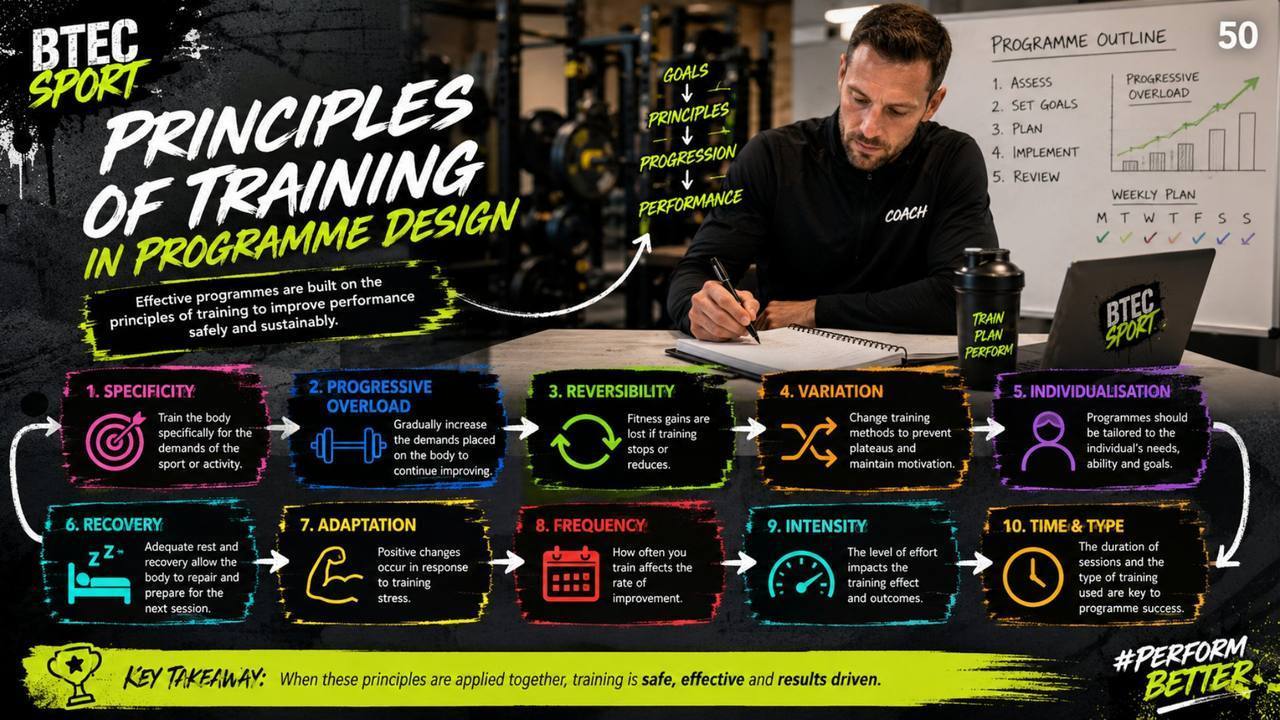 BTEC
SPORT
50
PRINCIPLES
OF TRAINING
IN PROGRAMME DESIGN
Effective programmes are built on the
principles of training to improve performance
safely and sustainably.
GOALS
PRINCIPLES
PROGRESSION
PERFORMANCE
COACH
PROGRAMME OUTLINE
1. ASSESS
2. SET GOALS
3. PLAN
4. IMPLEMENT
5. REVIEW
PROGRESSIVE
OVERLOAD
WEEKLY PLAN
M T W T F S S
TRAIN
PLAN
PERFORM
BTEC
SPORT
1. SPECIFICITY
Train the body
specifically for the
demands of the
sport or activity.
2. PROGRESSIVE
OVERLOAD
Gradually increase
the demands placed
on the body to
continue improving.
3. REVERSIBILITY
Fitness gains are
lost if training
stops or
reduces.
4. VARIATION
Change training
methods to prevent
plateaus and
maintain motivation.
5. INDIVIDUALISATION
Programmes should
be tailored to the
individual's needs,
ability and goals.
6. RECOVERY
Z Z
Adequate rest and
recovery allow the
body to repair and
prepare for the
next session.
7. ADAPTATION
Positive changes
occur in response
to training
stress.
8. FREQUENCY
How often you
train affects the
rate of
improvement.
9. INTENSITY
The level of effort
impacts the
training effect
and outcomes.
10. TIME & TYPE
The duration of
sessions and the
type of training
used are key to
programme success.
KEY TAKEAWAY: When these principles are applied together, training is safe, effective and results driven.
#PERFORM
BETTER